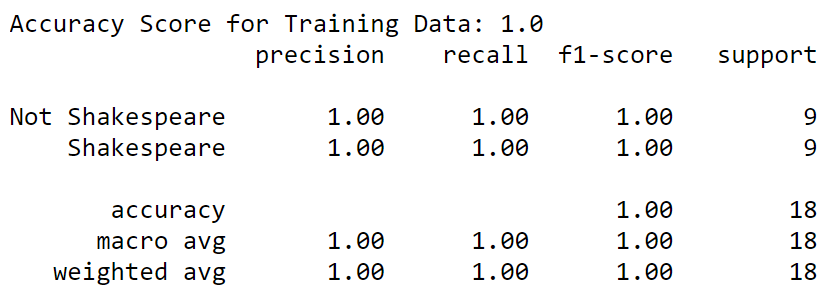 Accuracy Score for Training Data: 1.0
precision recall f1-score support
Not Shakespeare 1.00 1.00 1.00 9
Shakespeare 1.00 1.00 1.00 9
accuracy 1.00 18
macro avg 1.00 1.00 1.00 18
weighted avg 1.00 1.00 1.00 18